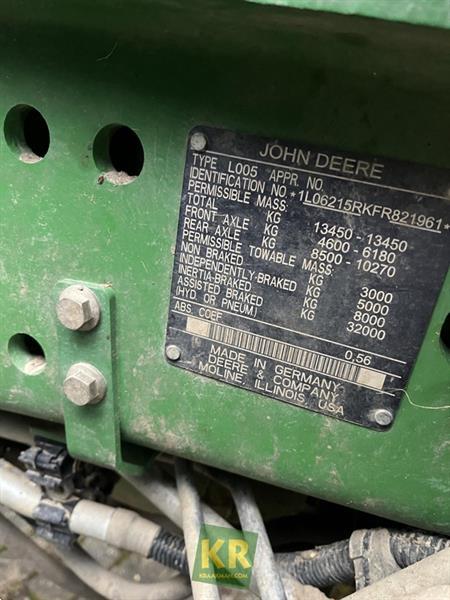 JOHN DEERE
TYPE L005 APPR. NO.
IDENTIFICATION NO *1L06215RKFR821961*
PERMISSIBLE MASS:
TOTAL KG 13450 - 13450
FRONT AXLE KG 4600 - 6180
REAR AXLE KG 8500 - 10270
PERMISSIBLE TOWABLE MASS:
NON BRAKED KG 3000
INDEPENDENTLY-BRAKED KG 5000
INERTIA-BRAKED KG 8000
ASSISTED BRAKED KG 32000
(HYD. OR PNEUM.)
ABS COEF 0,56
MADE IN GERMANY
DEERE & COMPANY
MOLINE, ILLINOIS, USA
KR
KRAAKMAN.COM